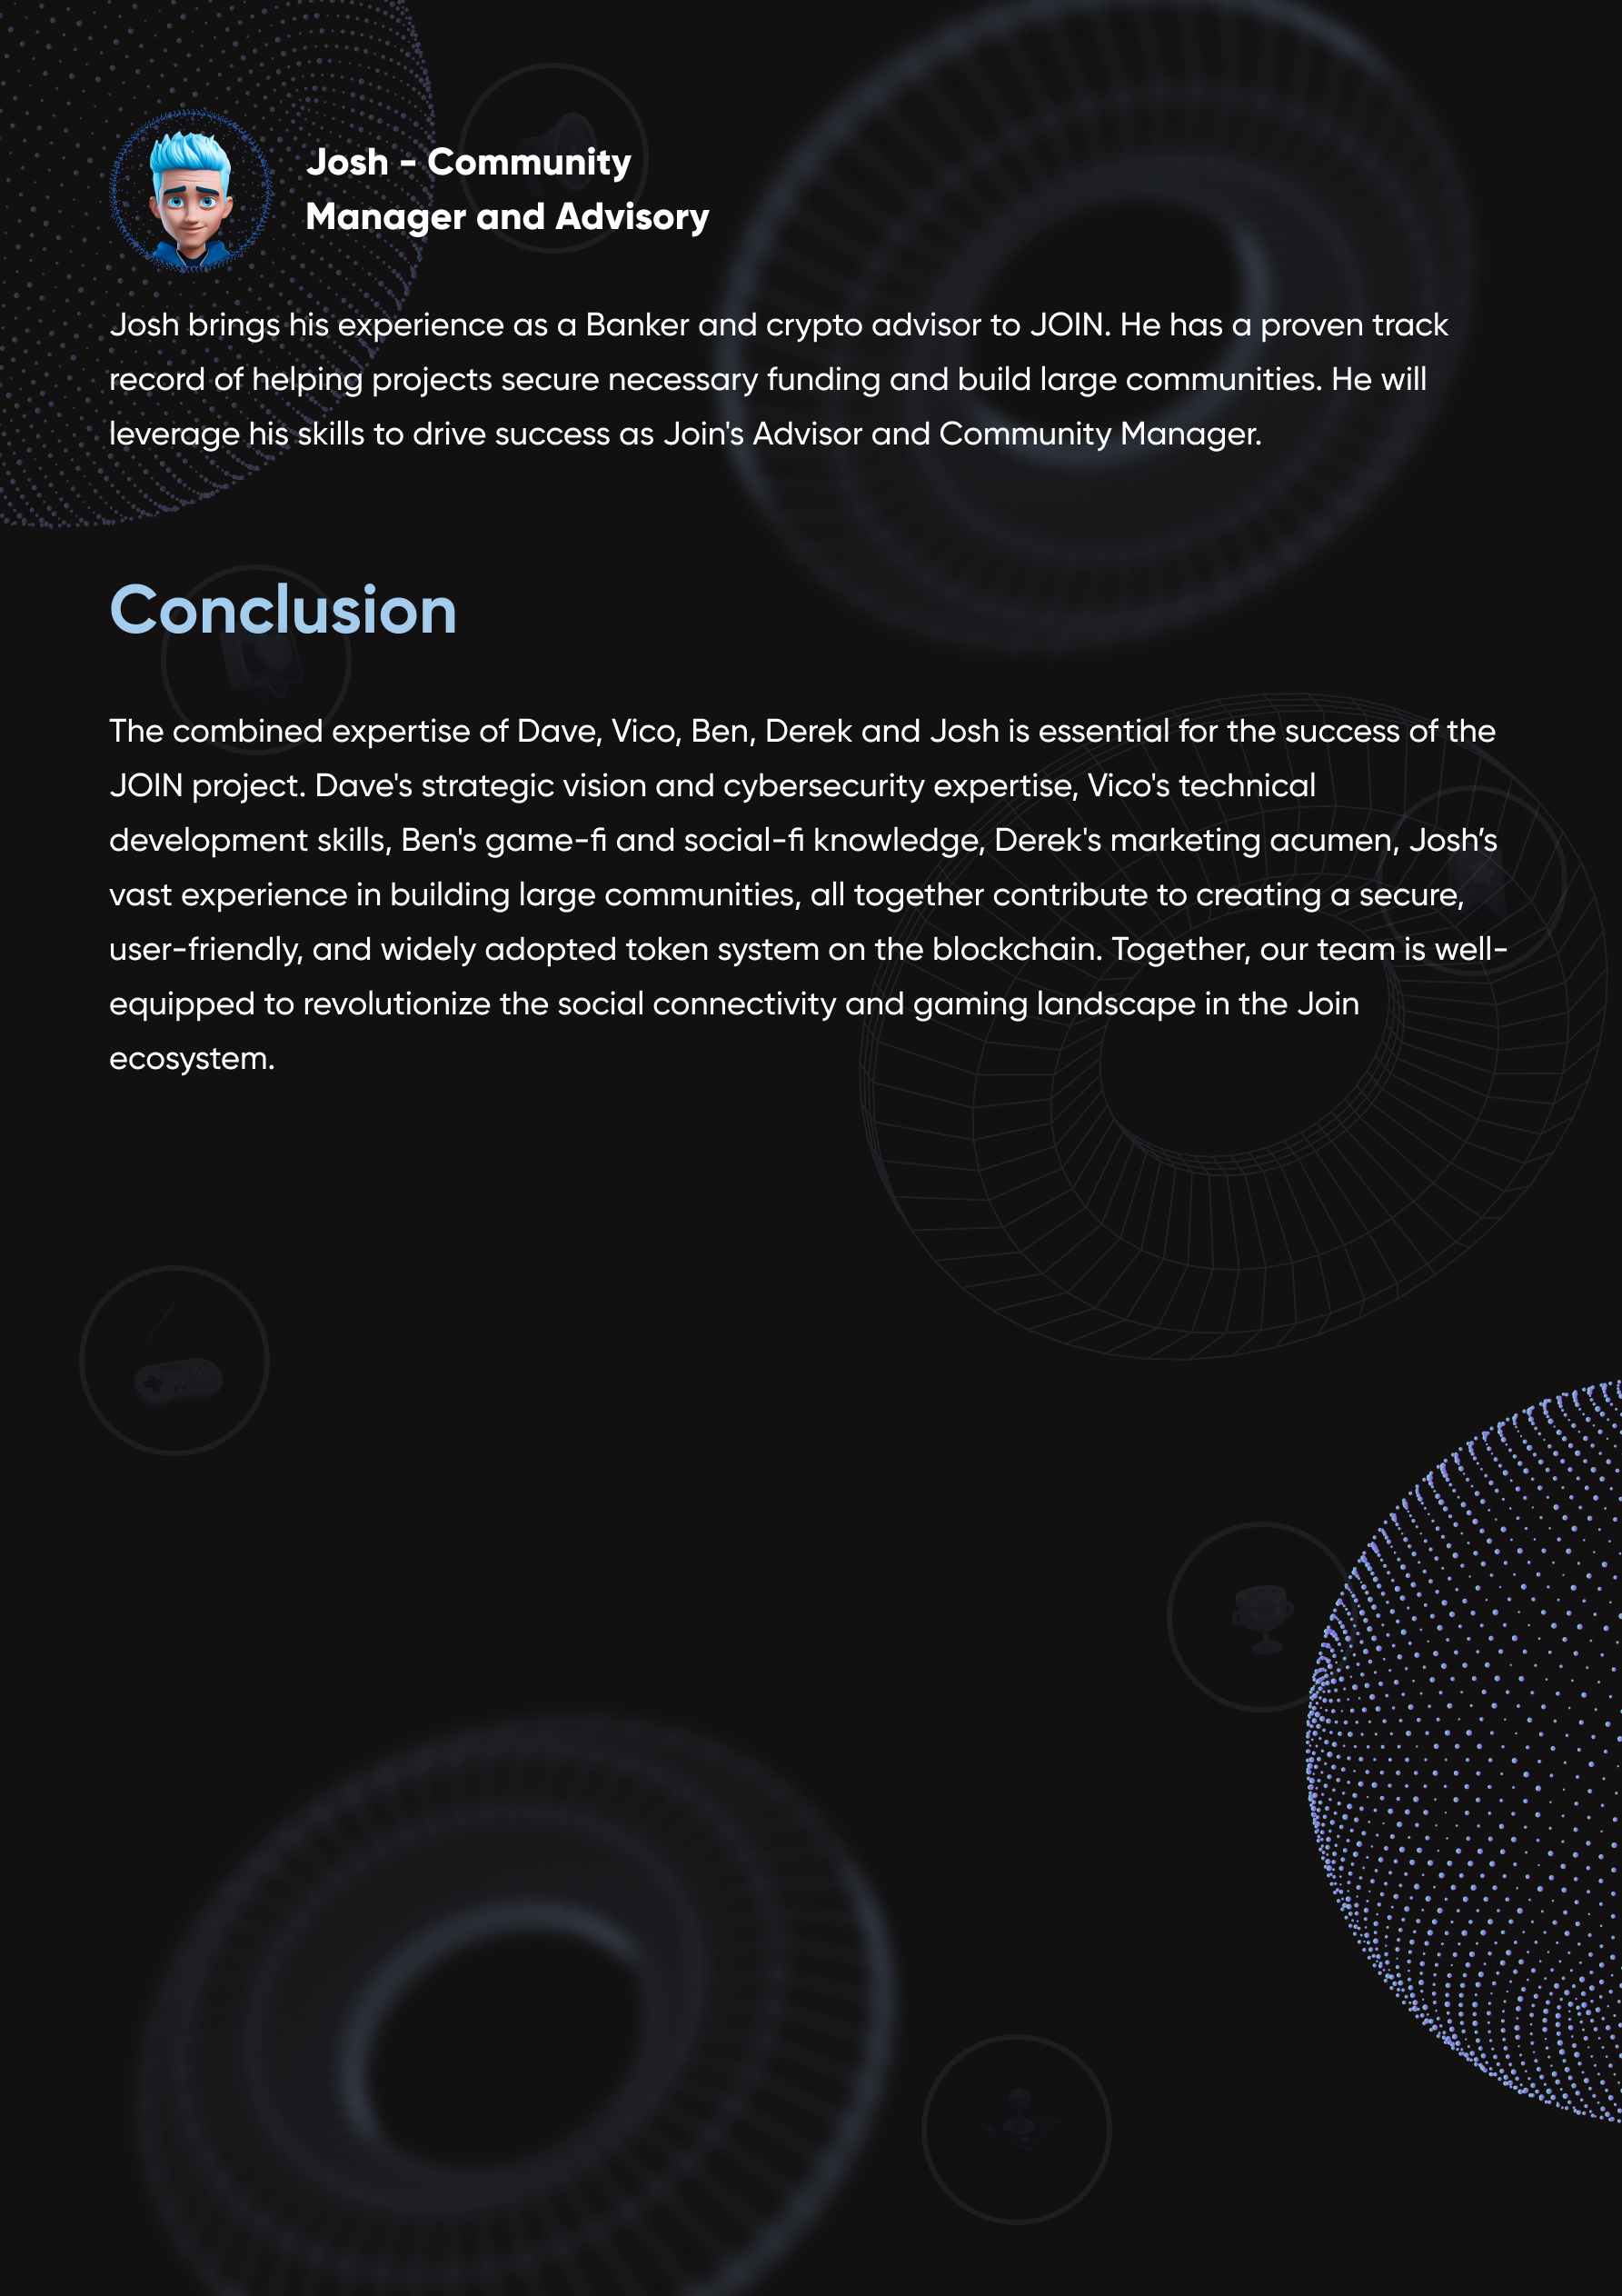 Josh - Community
Manager and Advisory
Josh brings his experience as a Banker and crypto advisor to JOIN. He has a proven track
record of helping projects secure necessary funding and build large communities. He will
leverage his skills to drive success as Join's Advisor and Community Manager.
Conclusion
The combined expertise of Dave, Vico, Ben, Derek and Josh is essential for the success of the
JOIN project. Dave's strategic vision and cybersecurity expertise, Vico's technical
development skills, Ben's game-fi and social-fi knowledge, Derek's marketing acumen, Josh’s
vast experience in building large communities, all together contribute to creating a secure,
user-friendly, and widely adopted token system on the blockchain. Together, our team is well-
equipped to revolutionize the social connectivity and gaming landscape in the Join
ecosystem.